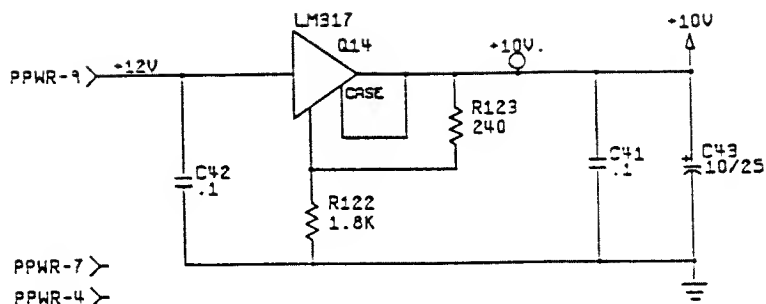 LM317
Q14
+10V
+10V.
PPWR-9
+12V
CASE
R123
240
C42
.1
C41
.1
C43
10/25
R122
1.8K
PPWR-7
PPWR-4